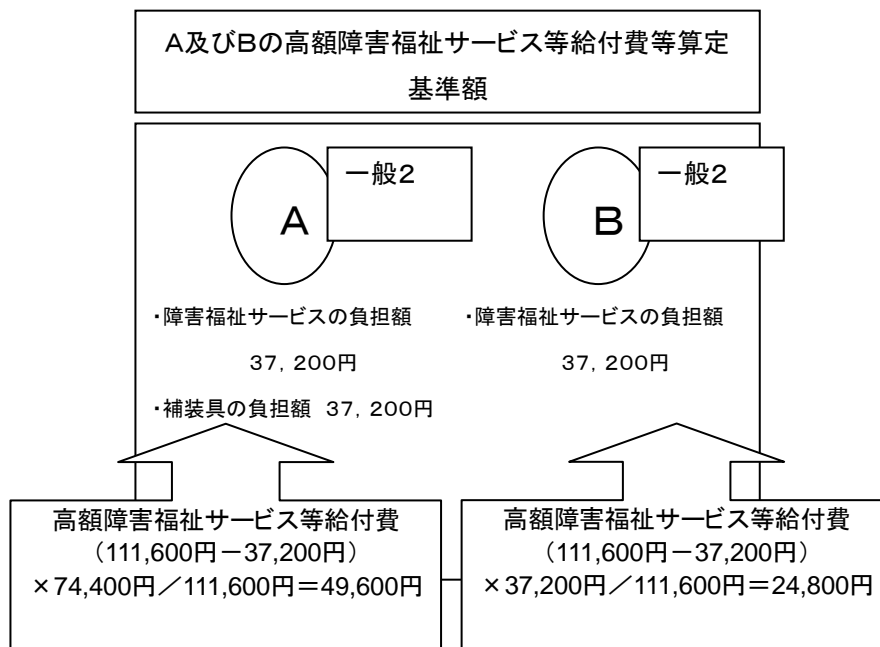 A及びBの高額障害福祉サービス等給付費等算定
基準額
一般2
A
一般2
B
・障害福祉サービスの負担額
37,200円
・補装具の負担額 37,200円
・障害福祉サービスの負担額
37,200円
高額障害福祉サービス等給付費
(111,600円-37,200円)
×74,400円/111,600円=49,600円
高額障害福祉サービス等給付費
(111,600円-37,200円)
×37,200円/111,600円=24,800円